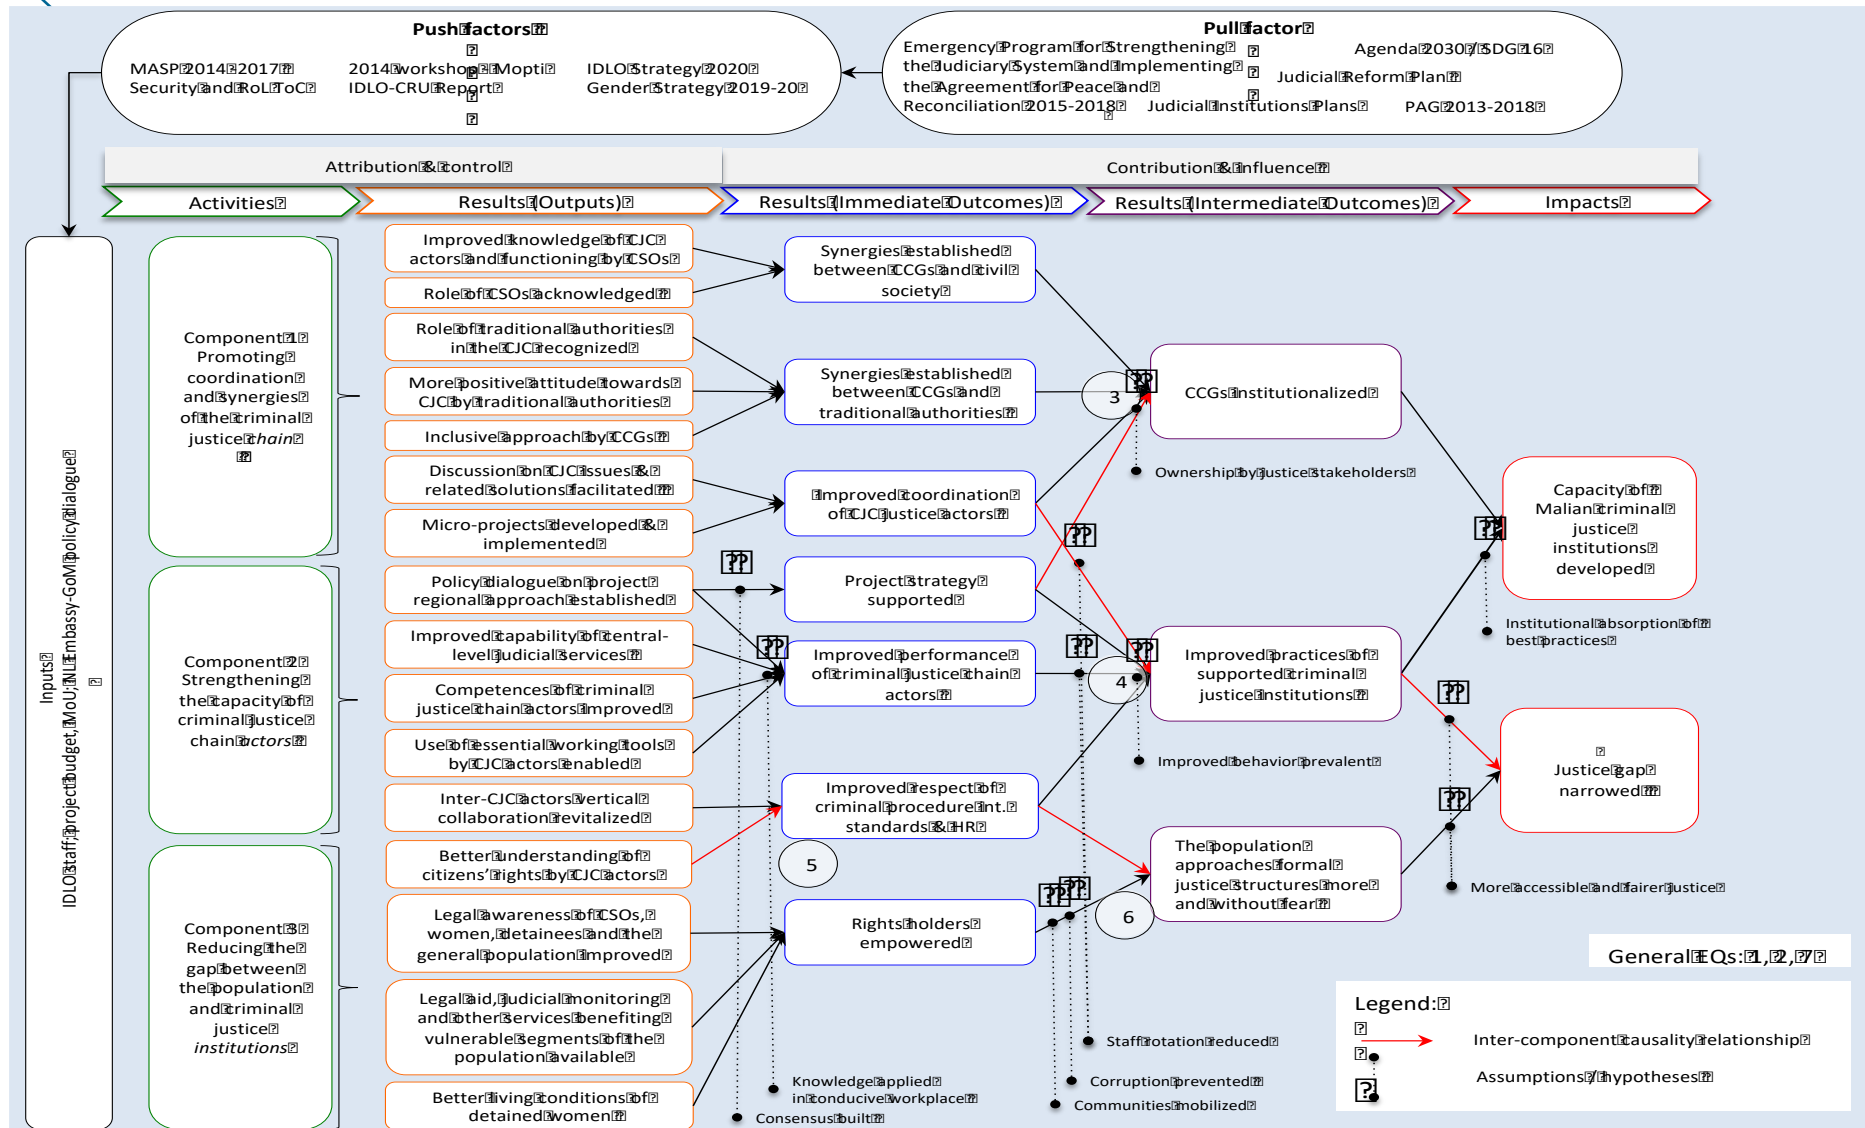 Push factors
MASP 2014-2017
Security and RoL ToC
2014 workshop - Mopti
IDLO-CRU Report
IDLO Strategy 2020
Gender Strategy 2019-20
Pull factor
Emergency Program for Strengthening
the Judiciary System and Implementing
the Agreement for Peace and
Reconciliation 2015-2018
Agenda 2030 / SDG 16
Judicial Reform Plan
Judicial Institutions Plans
PAG 2013-2018
Attribution & control
Contribution & influence
Activities
Results (Outputs)
Results (Immediate Outcomes)
Results (Intermediate Outcomes)
Impacts
Inputs
IDLO staff; project budget, MoU; NL Embassy-GoM policy dialogue
Component 1
Promoting
coordination
and synergies
of the criminal
justice chain
Component 2
Strengthening
the capacity of
criminal justice
chain actors
Component 3
Reducing the
gap between
the population
and criminal
justice
institutions
Improved knowledge of CJC
actors and functioning by CSOs
Role of CSOs acknowledged
Role of traditional authorities
in the CJC recognized
More positive attitude towards
CJC by traditional authorities
Inclusive approach by CCGs
Discussion on CJC issues &
related solutions facilitated
Micro-projects developed &
implemented
Policy dialogue on project
regional approach established
Improved capability of central-
level judicial services
Competences of criminal
justice chain actors improved
Use of essential working tools
by CJC actors enabled
Inter-CJC actors vertical
collaboration revitalized
Better understanding of
citizens' rights by CJC actors
Legal awareness of CSOs,
women, detainees and the
general population improved
Legal aid, judicial monitoring
and other services benefiting
vulnerable segments of the
population available
Better living conditions of
detained women
Synergies established
between CCGs and civil
society
Synergies established
between CCGs and
traditional authorities
Improved coordination
of CJC justice actors
Project strategy
supported
Improved performance
of criminal justice chain
actors
Improved respect of
criminal procedure int.
standards & HR
5
Rights holders
empowered
Knowledge applied
in conducive workplace
Consensus built
3
CCGs institutionalized
Ownership by justice stakeholders
4
Improved practices of
supported criminal
justice institutions
Improved behavior prevalent
6
The population
approaches formal
justice structures more
and without fear
Staff rotation reduced
Corruption prevented
Communities mobilized
Capacity of
Malian criminal
justice
institutions
developed
Institutional absorption of
best practices
Justice gap
narrowed
More accessible and fairer justice
General EQs: 1, 2, 7
Legend:
Inter-component causality relationship
Assumptions / hypotheses